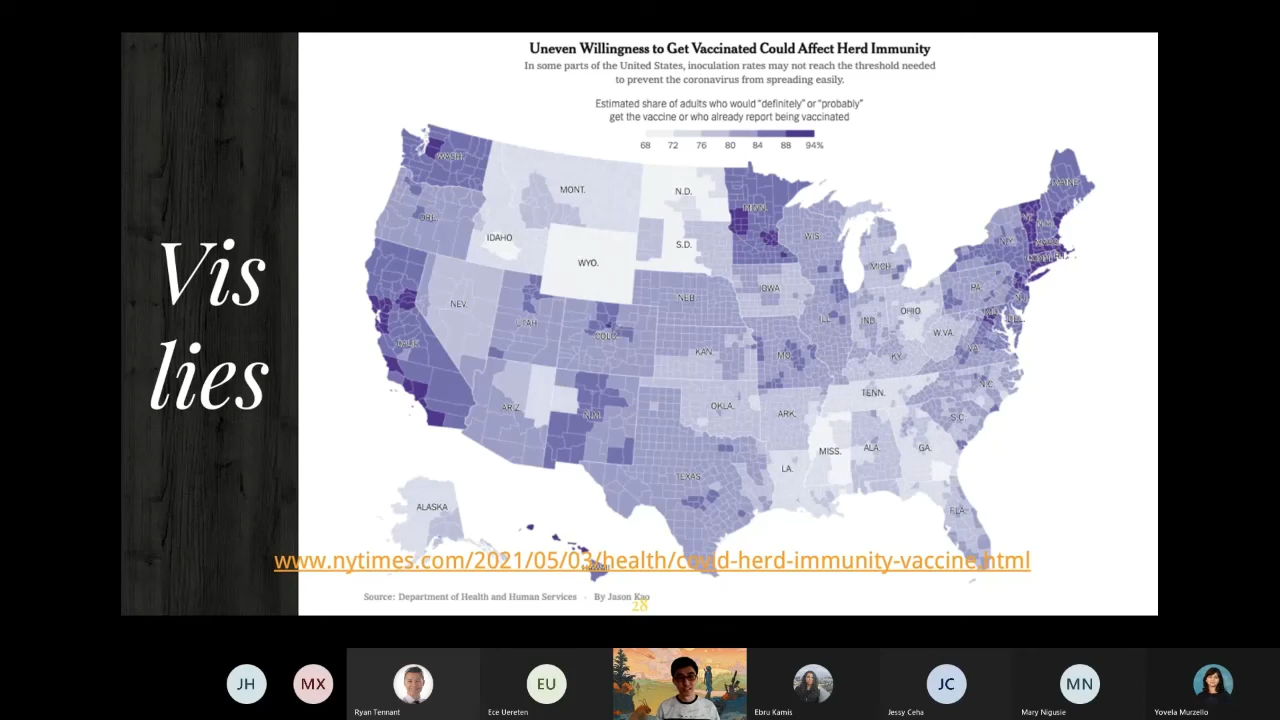 Uneven Willingness to Get Vaccinated Could Affect Herd Immunity
In some parts of the United States, inoculation rates may not reach the threshold needed
to prevent the coronavirus from spreading easily.
Estimated share of adults who would “definitely” or “probably”
get the vaccine or who already report being vaccinated
68 72 76 80 84 88 94%
Vis
lies
WASH.
MONT.
N.D.
MINN.
MAINE
ORE.
IDAHO
S.D.
WIS.
N.Y.
WYO.
MICH.
NEV.
NEB.
IOWA
PA.
UTAH
COLO.
ILL.
IND.
OHIO
W.VA.
VA.
DEL.
CALIF.
KAN.
MO.
KY.
ARIZ.
N.M.
OKLA.
ARK.
TENN.
N.C.
S.C.
TEXAS
LA.
MISS.
ALA.
GA.
FLA.
ALASKA
HAWAII
www.nytimes.com/2021/05/03/health/covid-herd-immunity-vaccine.html
Source: Department of Health and Human Services · By Jason Kao
28
JH
MX
EU
JC
MN
Ryan Tennant
Ece Uereten
Ebru Kamis
Jessy Ceha
Mary Nigusie
Yovela Murzello